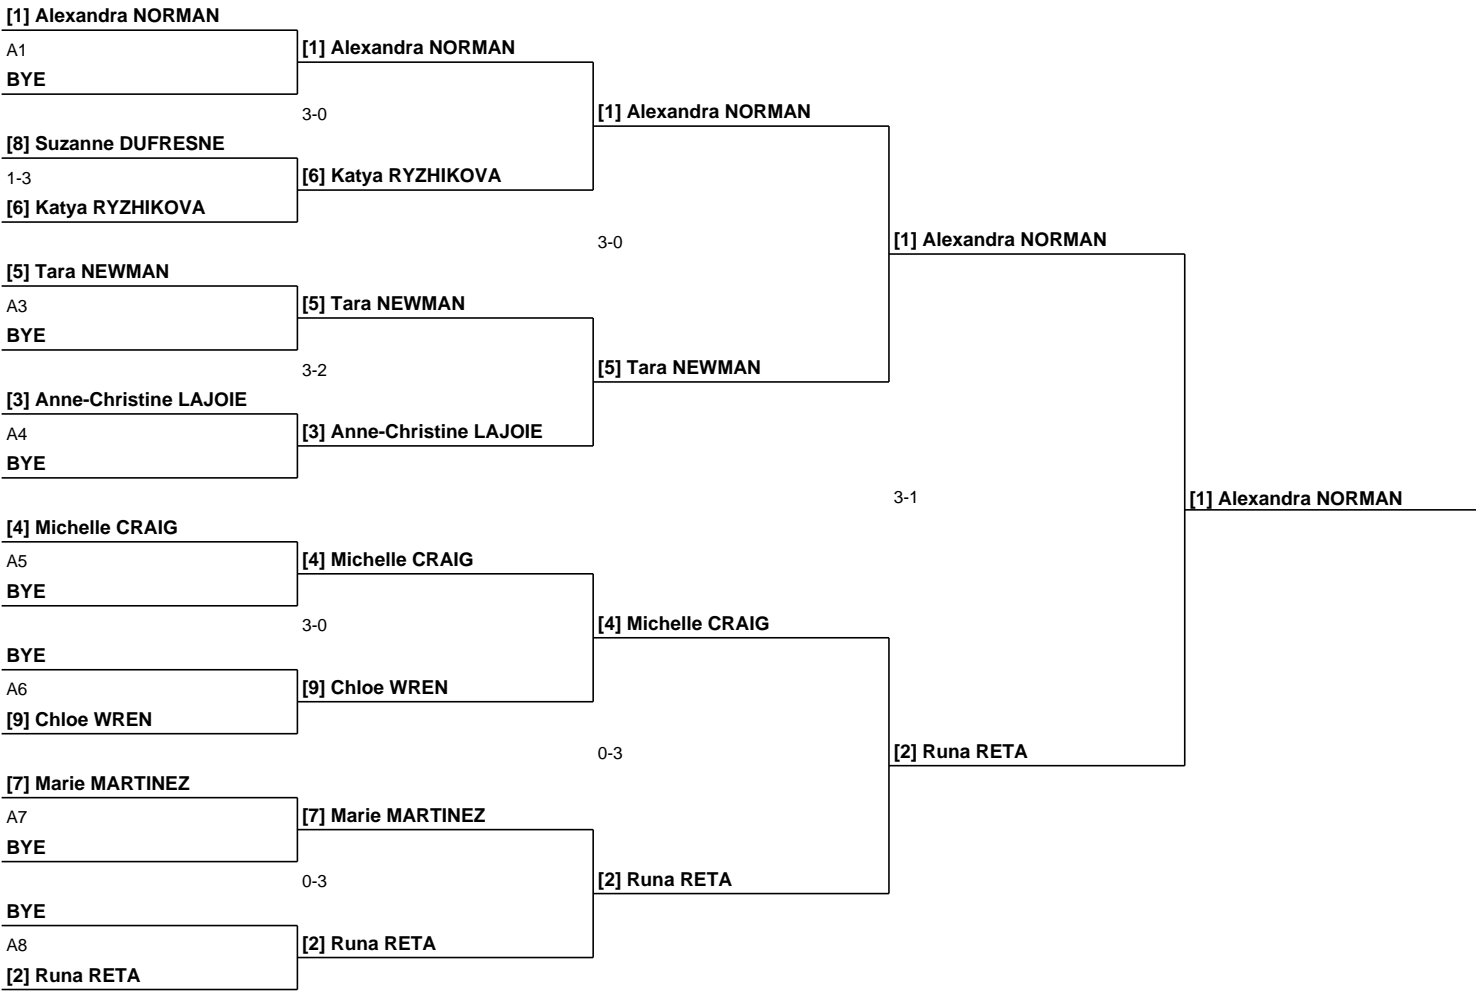 [1] Alexandra NORMAN
A1
BYE
[8] Suzanne DUFRESNE
1-3
[6] Katya RYZHIKOVA
[5] Tara NEWMAN
A3
BYE
[3] Anne-Christine LAJOIE
A4
BYE
[4] Michelle CRAIG
A5
BYE
BYE
A6
[9] Chloe WREN
[7] Marie MARTINEZ
A7
BYE
BYE
A8
[2] Runa RETA
[1] Alexandra NORMAN
3-0
[6] Katya RYZHIKOVA
[5] Tara NEWMAN
3-2
[3] Anne-Christine LAJOIE
[4] Michelle CRAIG
3-0
[9] Chloe WREN
[7] Marie MARTINEZ
0-3
[2] Runa RETA
[1] Alexandra NORMAN
3-0
[5] Tara NEWMAN
[4] Michelle CRAIG
0-3
[2] Runa RETA
[1] Alexandra NORMAN
3-1
[2] Runa RETA
[1] Alexandra NORMAN